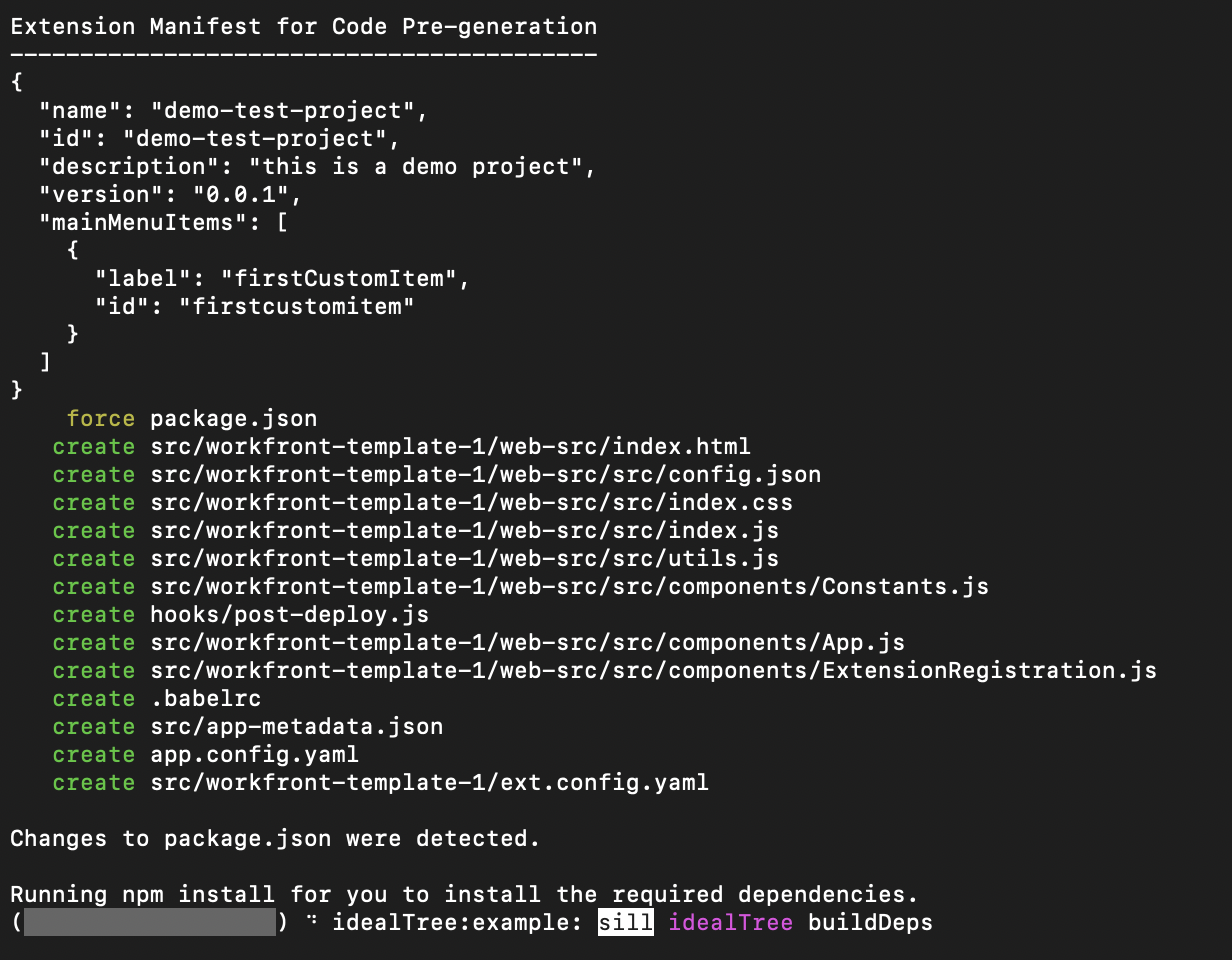 Extension Manifest for Code Pre-generation
------------------------------------------
{
  "name": "demo-test-project",
  "id": "demo-test-project",
  "description": "this is a demo project",
  "version": "0.0.1",
  "mainMenuItems": [
    {
      "label": "firstCustomItem",
      "id": "firstcustomitem"
    }
  ]
}
    force package.json
   create src/workfront-template-1/web-src/index.html
   create src/workfront-template-1/web-src/src/config.json
   create src/workfront-template-1/web-src/src/index.css
   create src/workfront-template-1/web-src/src/index.js
   create src/workfront-template-1/web-src/src/utils.js
   create src/workfront-template-1/web-src/src/components/Constants.js
   create hooks/post-deploy.js
   create src/workfront-template-1/web-src/src/components/App.js
   create src/workfront-template-1/web-src/src/components/ExtensionRegistration.js
   create .babelrc
   create src/app-metadata.json
   create app.config.yaml
   create src/workfront-template-1/ext.config.yaml

Changes to package.json were detected.

Running npm install for you to install the required dependencies.
(                  ) ⠙ idealTree:example: sill idealTree buildDeps